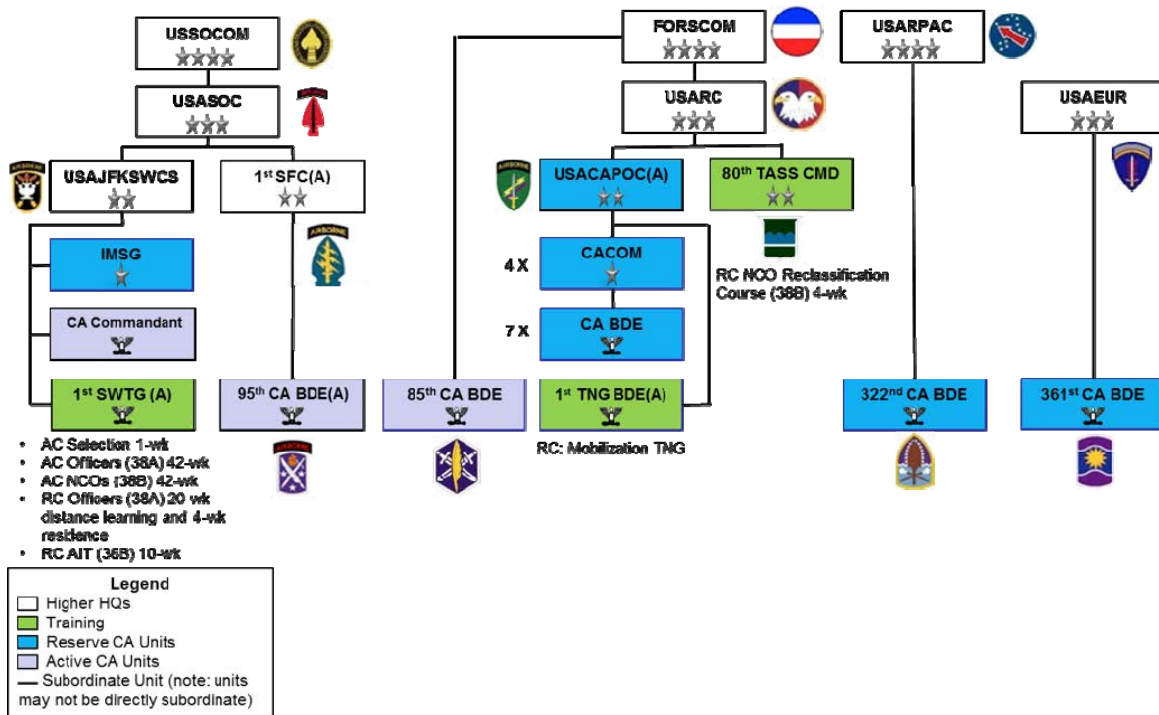 USSOCOM
USASOC
USAJFKSWCS
1st SFC(A)
IMSG
CA Commandant
1st SWTG (A)
95th CA BDE(A)
• AC Selection 1-wk
• AC Officers (38A) 42-wk
• AC NCOs (38B) 42-wk
• RC Officers (38A) 20 wk
distance learning and 4-wk
residence
• RC AIT (38B) 10-wk
FORSCOM
USARC
USACAPOC(A)
80th TASS CMD
4 X
CACOM
RC NCO Reclassification
Course (38B) 4-wk
7 X
CA BDE
85th CA BDE
1st TNG BDE(A)
RC: Mobilization TNG
USARPAC
322nd CA BDE
USAEUR
361st CA BDE
AIRBORNE
AIRBORNE
AIRBORNE
Legend
Higher HQs
Training
Reserve CA Units
Active CA Units
Subordinate Unit (note: units
may not be directly subordinate)